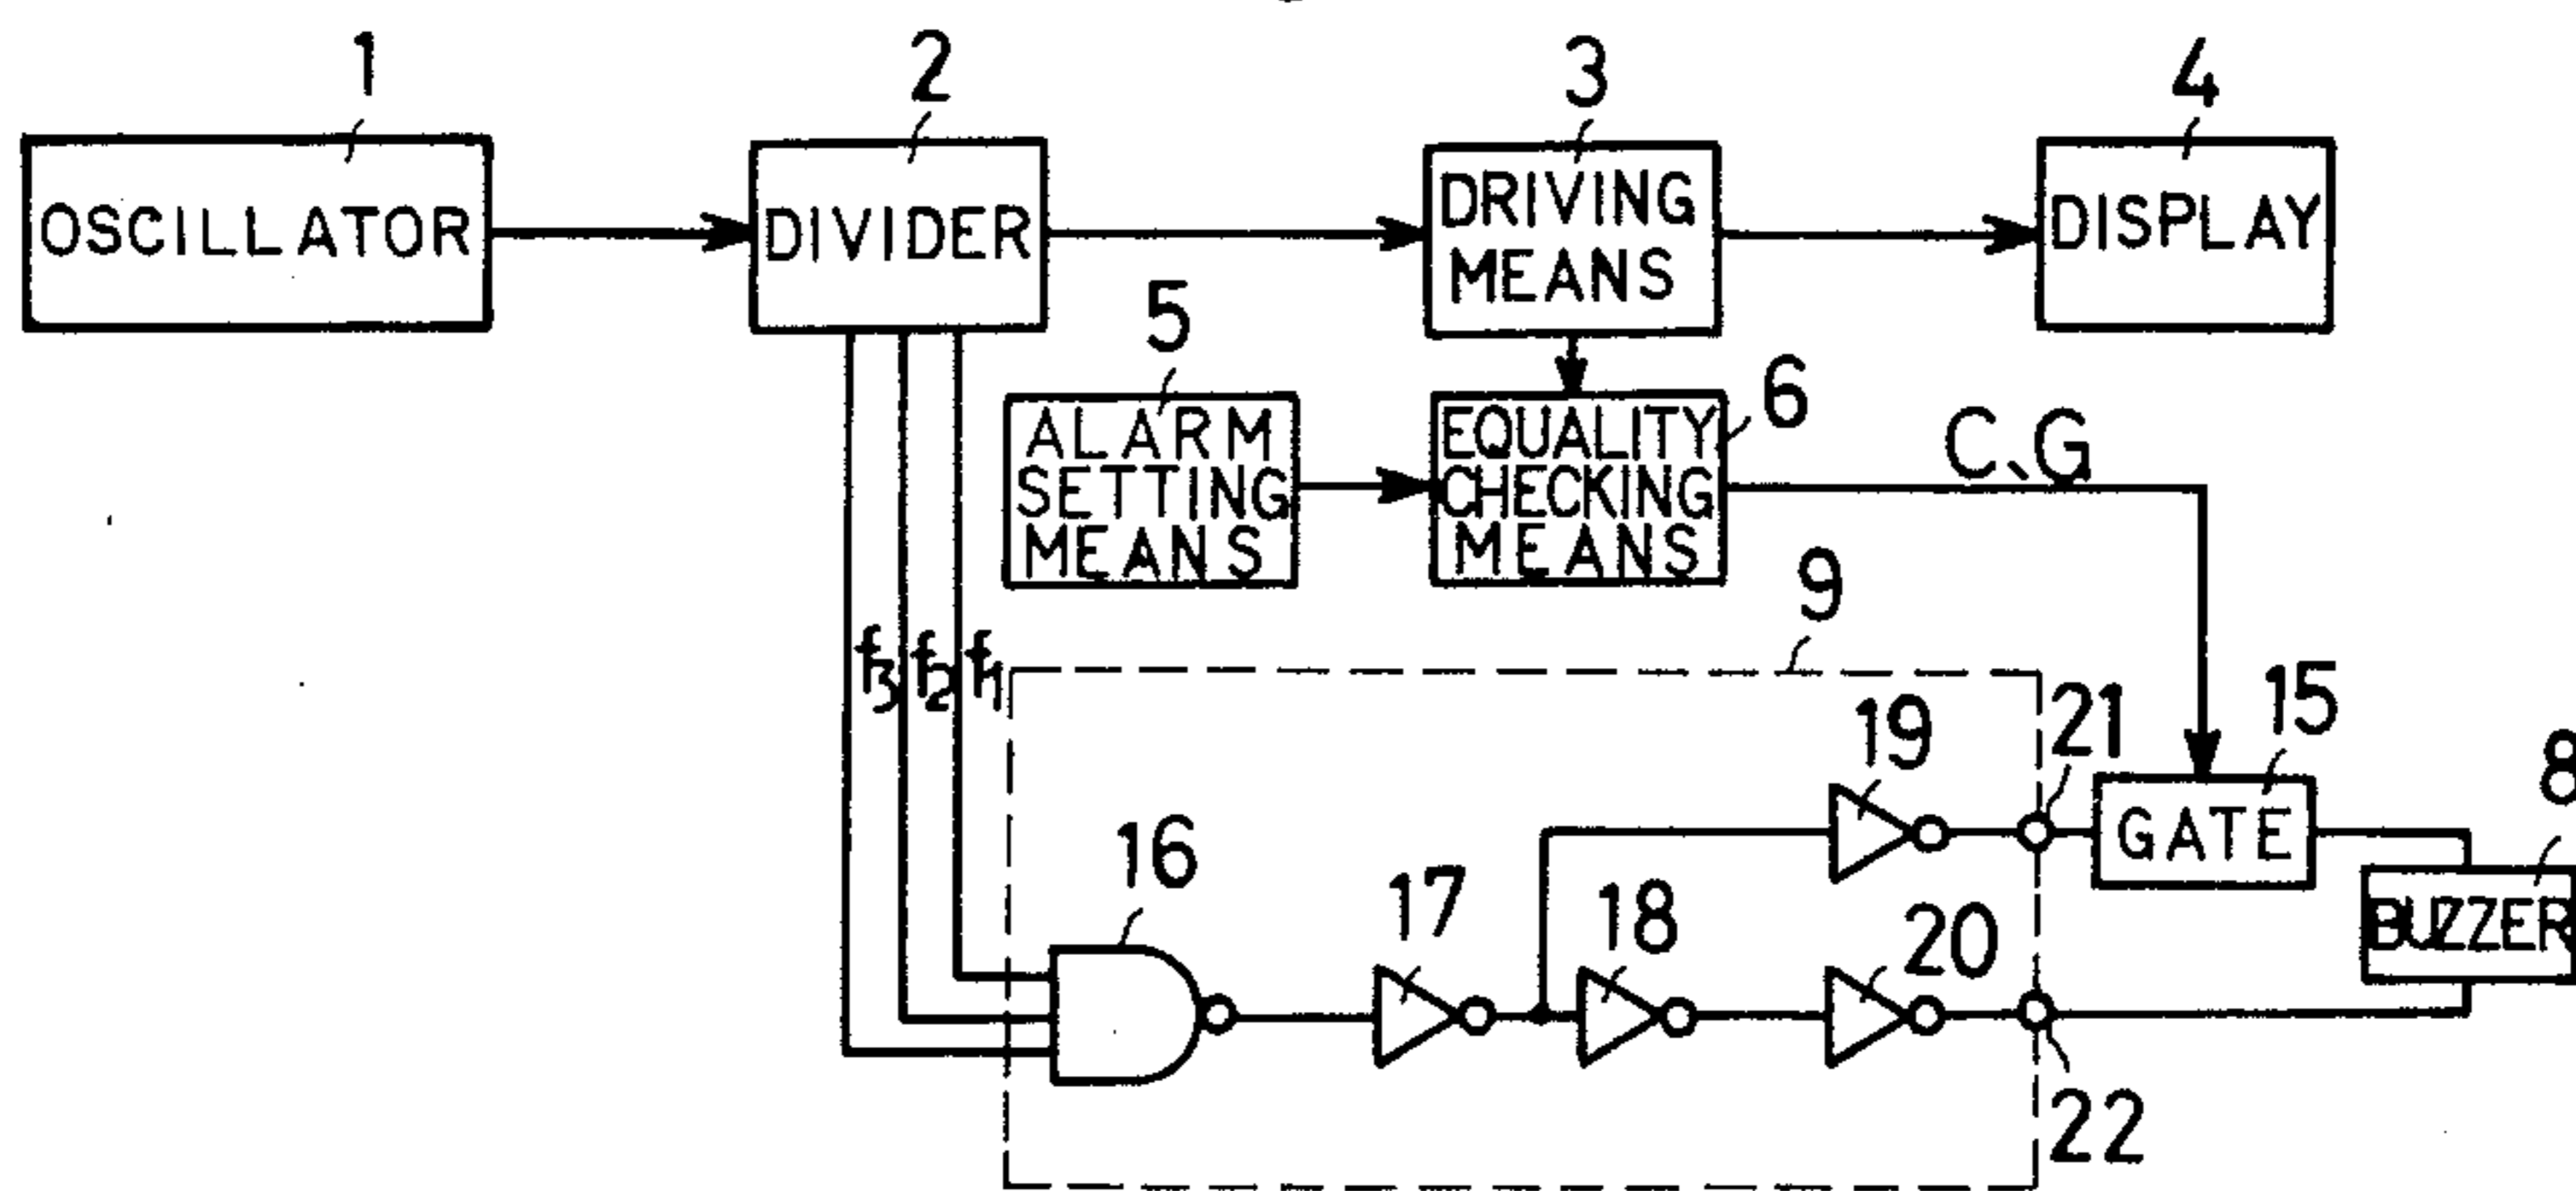 1
2
3
4
OSCILLATOR
DIVIDER
DRIVING
MEANS
DISPLAY
5
6
ALARM
SETTING
MEANS
EQUALITY
CHECKING
MEANS
C、G
9
f3 f2 f1
19
21
15
8
GATE
16
17
18
20
BUZZER
22